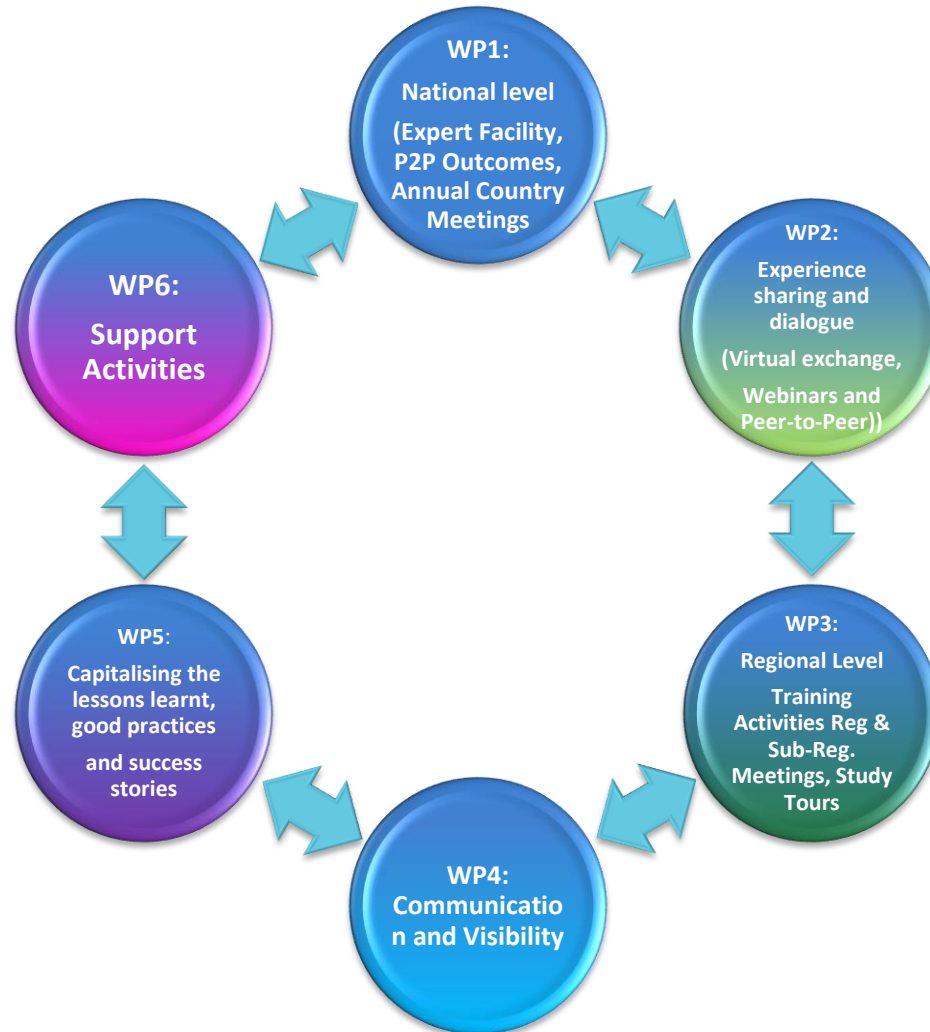 WP1:
National level
(Expert Facility,
P2P Outcomes,
Annual Country
Meetings
WP2:
Experience
sharing and
dialogue
(Virtual exchange,
Webinars and
Peer-to-Peer))
WP3:
Regional Level
Training
Activities Reg &
Sub-Reg.
Meetings, Study
Tours
WP4:
Communicatio
n and Visibility
WP5:
Capitalising the
lessons learnt,
good practices
and success
stories
WP6:
Support
Activities